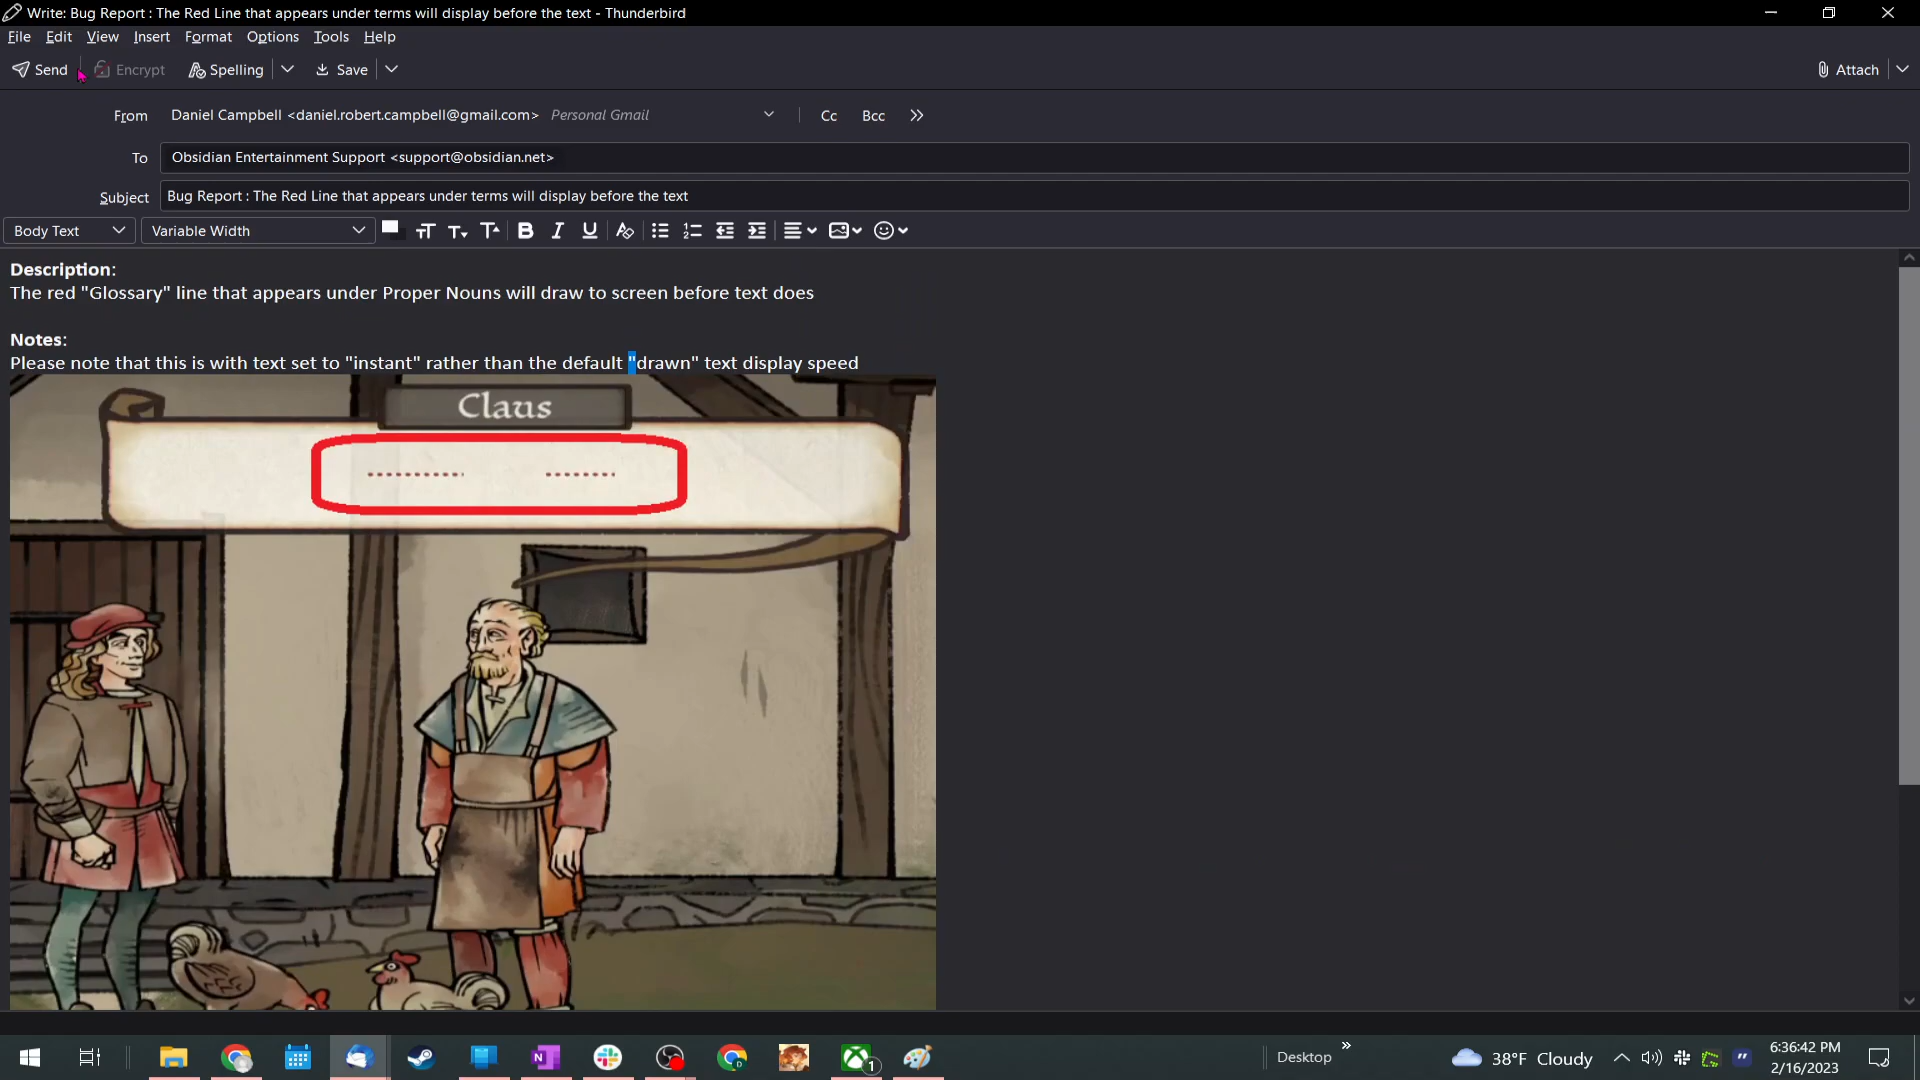 Write: Bug Report : The Red Line that appears under terms will display before the text - Thunderbird
File Edit View Insert Format Options Tools Help
Send Encrypt Spelling Save Attach
From Daniel Campbell <daniel.robert.campbell@gmail.com> Personal Gmail Cc Bcc
To Obsidian Entertainment Support <support@obsidian.net>
Subject Bug Report : The Red Line that appears under terms will display before the text
Body Text Variable Width
Description:
The red "Glossary" line that appears under Proper Nouns will draw to screen before text does
Notes:
Please note that this is with text set to "instant" rather than the default "drawn" text display speed
Claus
Desktop 38°F Cloudy 6:36:42 PM
2/16/2023